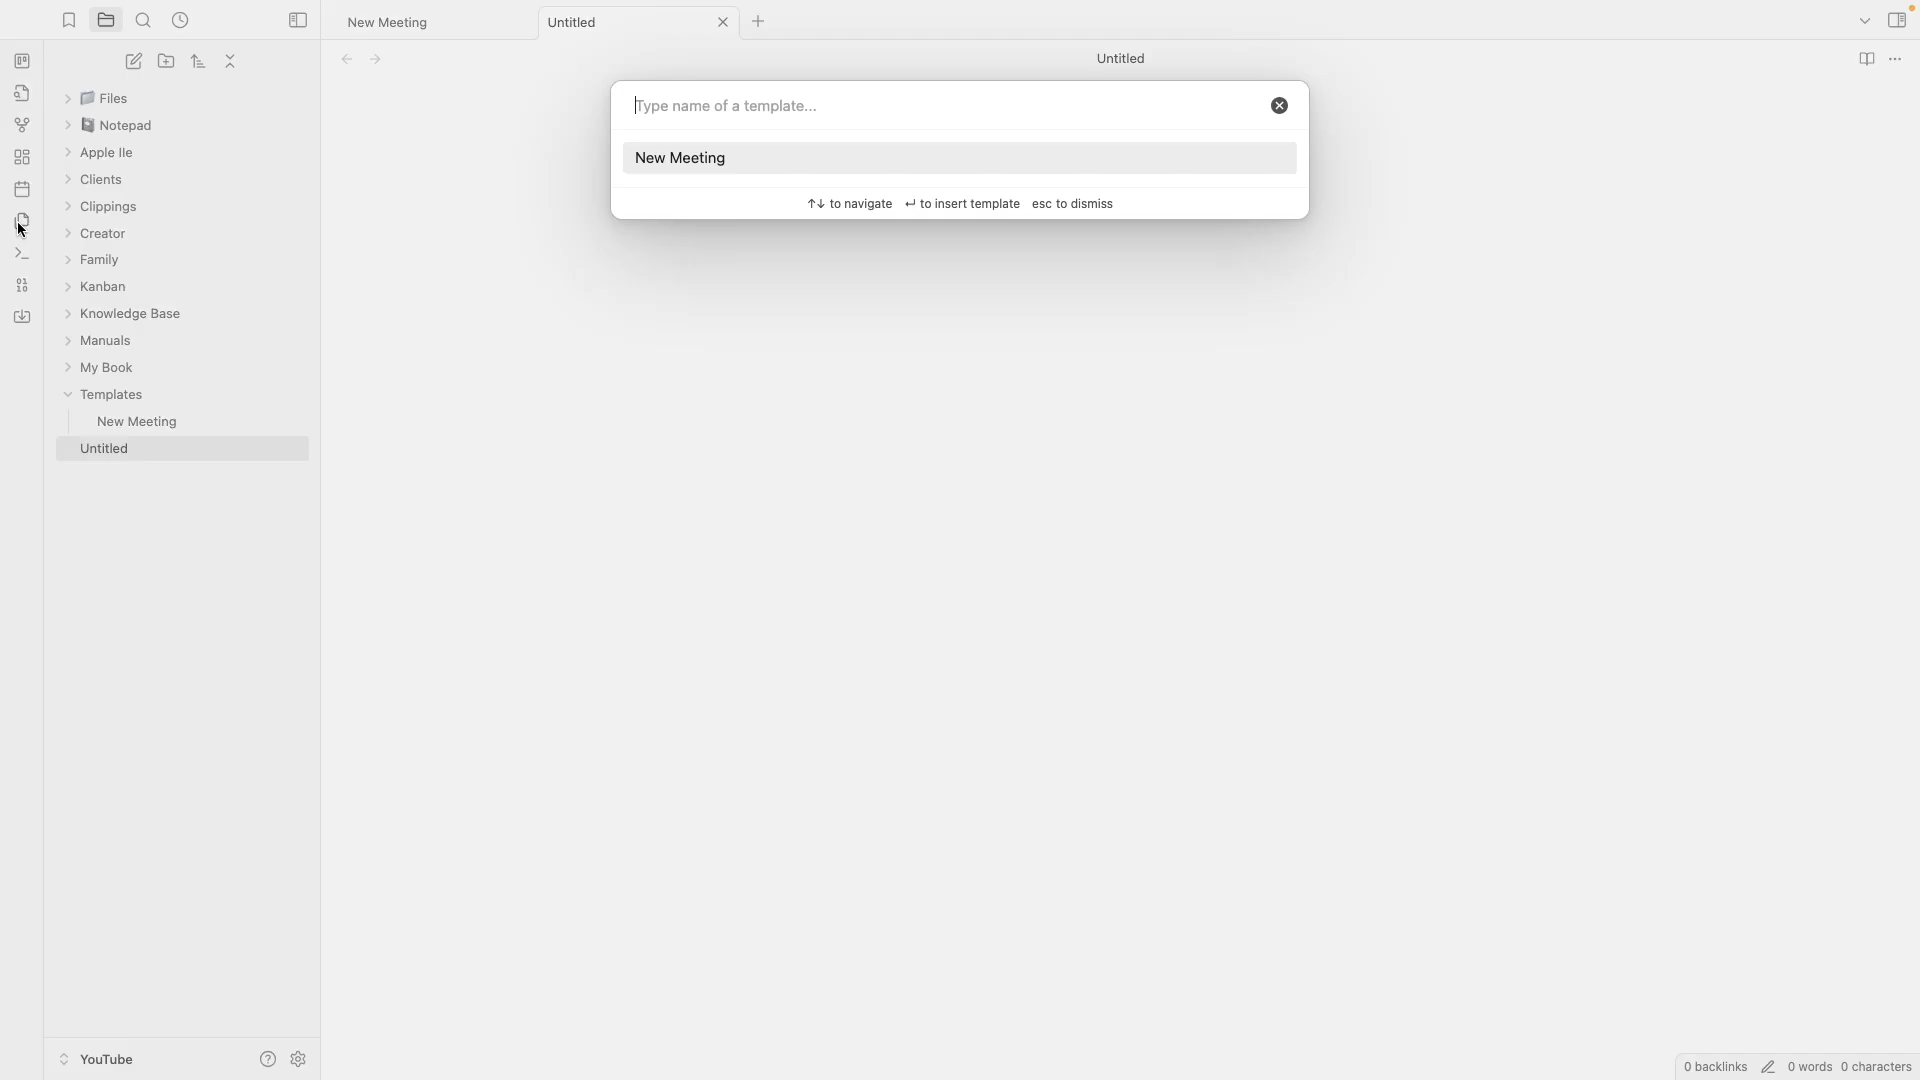 New Meeting
Untitled
Untitled
Type name of a template...
New Meeting
↑↓ to navigate ↵ to insert template esc to dismiss
Files
Notepad
Apple IIe
Clients
Clippings
Creator
Family
Kanban
Knowledge Base
Manuals
My Book
Templates
New Meeting
Untitled
YouTube
0 backlinks 0 words 0 characters